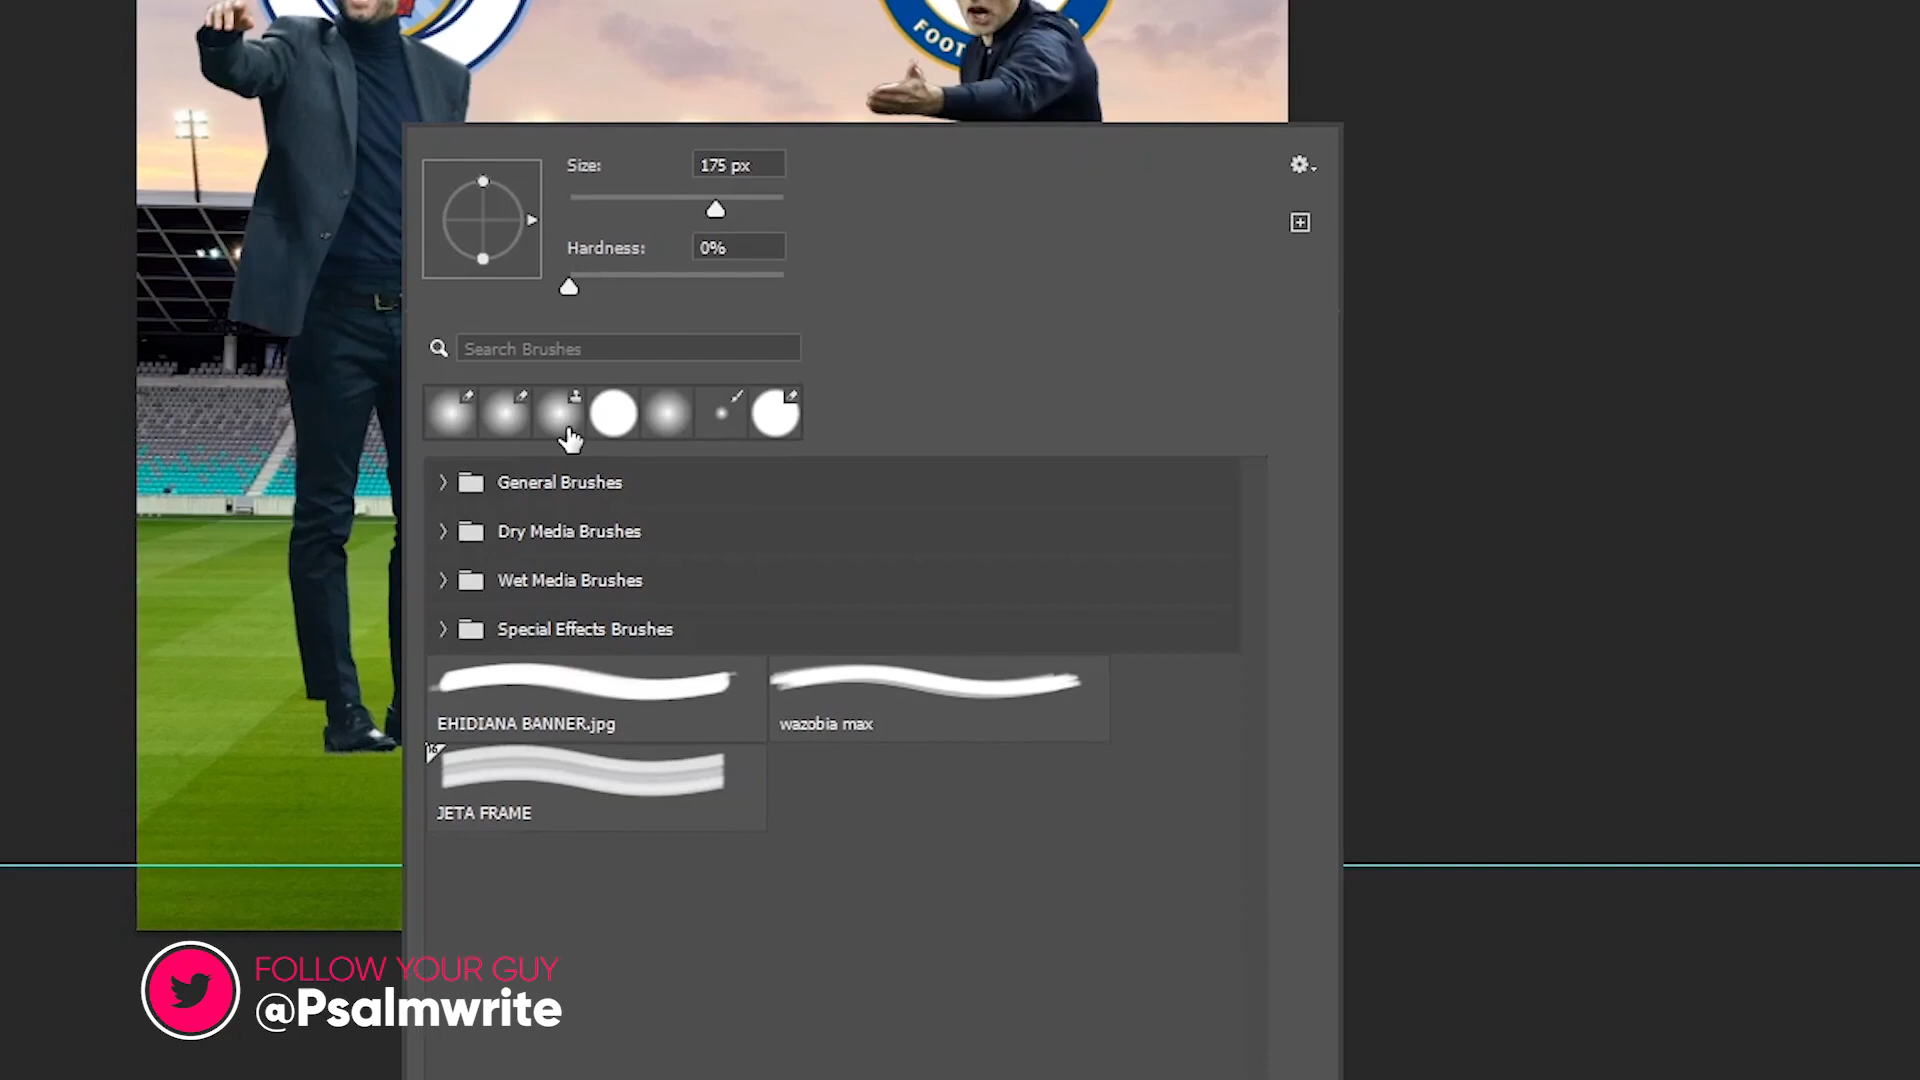 FOOT
Size:
175 px
Hardness:
0%
Search Brushes
General Brushes
Dry Media Brushes
Wet Media Brushes
Special Effects Brushes
EHIDIANA BANNER.jpg
wazobia max
16
JETA FRAME
FOLLOW YOUR GUY
@Psalmwrite